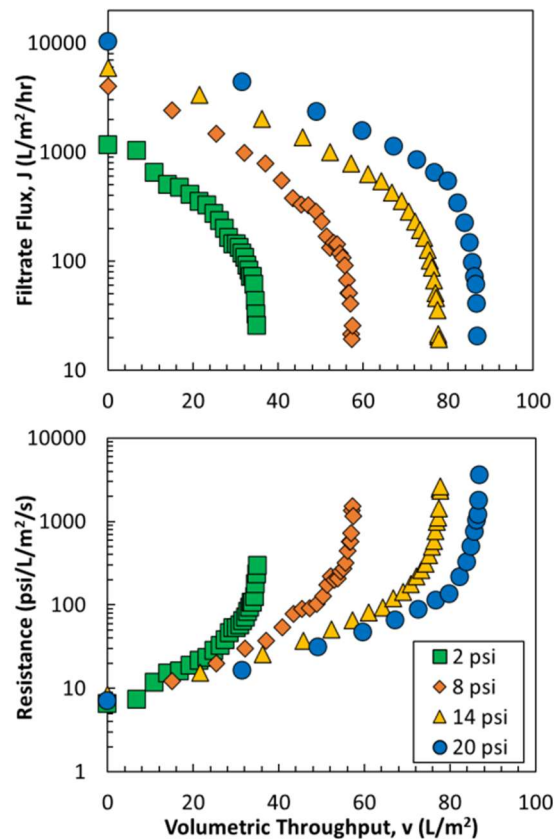 10000
1000
100
10
Filtrate Flux, J (L/m²/hr)
0 20 40 60 80 100
10000
1000
100
10
1
Resistance (psi/L/m²/s)
2 psi
8 psi
14 psi
20 psi
0 20 40 60 80 100
Volumetric Throughput, v (L/m²)